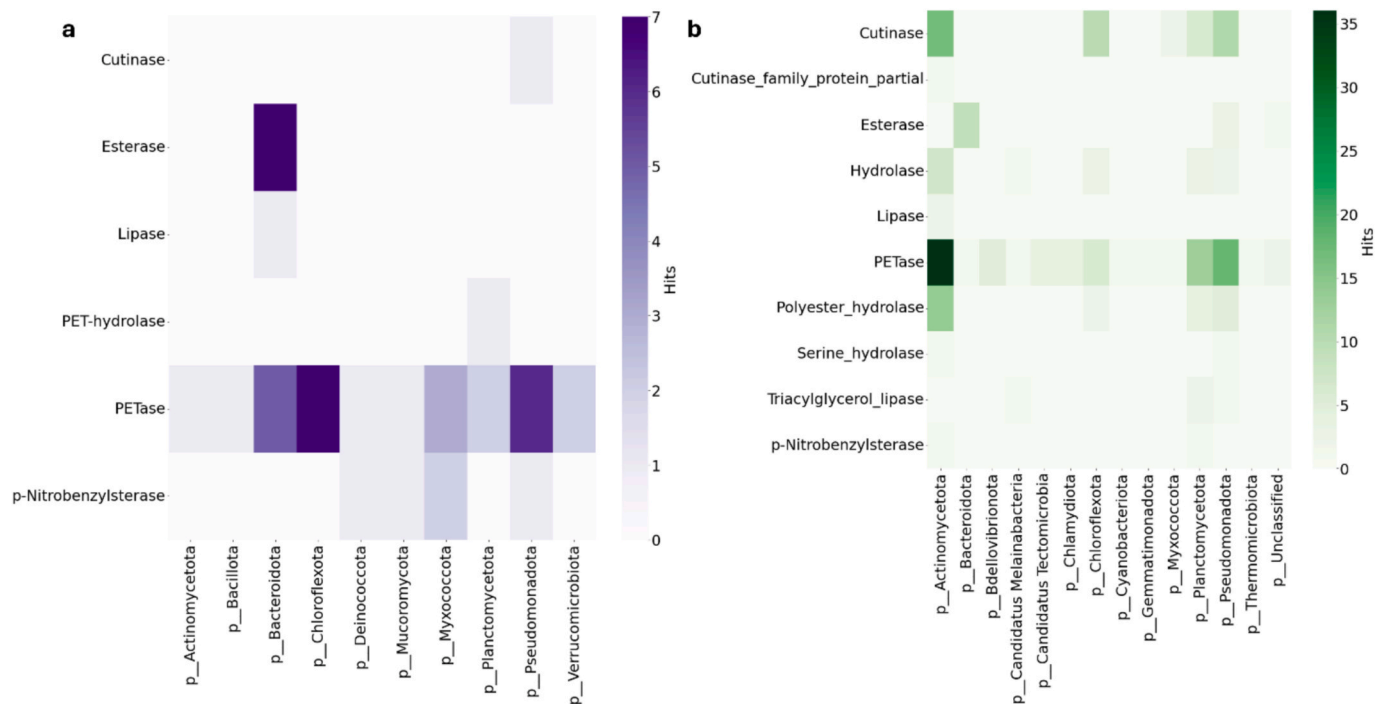 a
Cutinase
Esterase
Lipase
PET-hydrolase
PETase
p-Nitrobenzylsterase
p__Actinomycetota
p__Bacillota
p__Bacteroidota
p__Chloroflexota
p__Deinococcota
p__Mucoromycota
p__Myxococcota
p__Planctomycetota
p__Pseudomonadota
p__Verrucomicrobiota
7
6
5
4
3
2
1
0
Hits
b
Cutinase
Cutinase_family_protein_partial
Esterase
Hydrolase
Lipase
PETase
Polyester_hydrolase
Serine_hydrolase
Triacylglycerol_lipase
p-Nitrobenzylsterase
p__Actinomycetota
p__Bacteroidota
p__Bdellovibrionota
p__Candidatus Melainabacteria
p__Candidatus Tectomicrobia
p__Chlamydiota
p__Chloroflexota
p__Cyanobacteriota
p__Gemmatimonadota
p__Myxococcota
p__Planctomycetota
p__Pseudomonadota
p__Thermomicrobiota
p__Unclassified
35
30
25
20
15
10
5
0
Hits